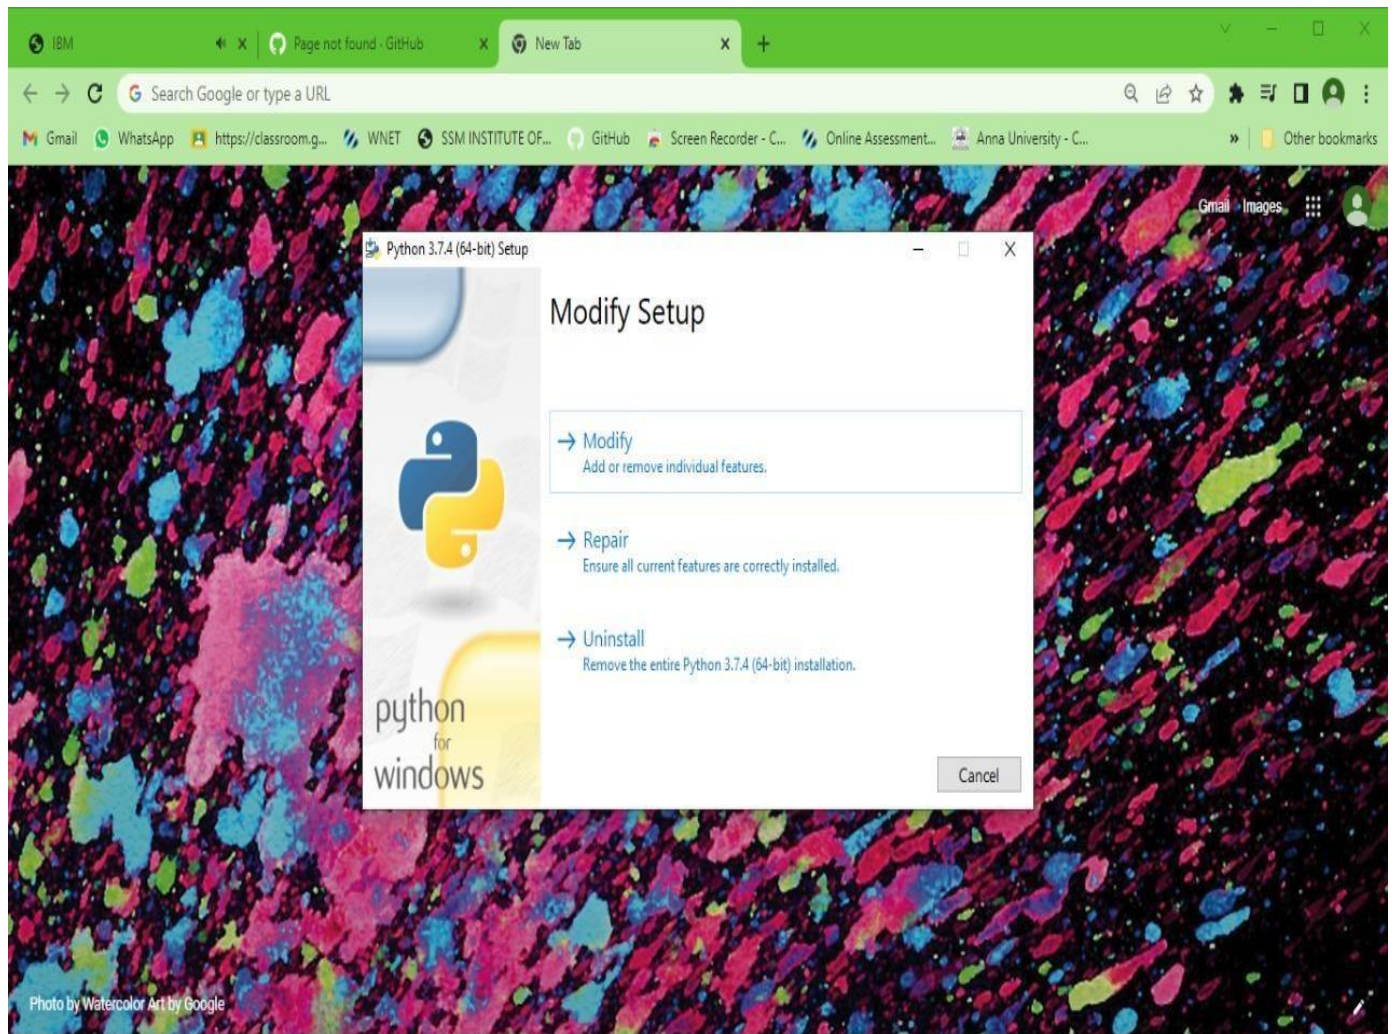 IBM
Page not found · GitHub
New Tab
Search Google or type a URL
Gmail
WhatsApp
https://classroom.g...
WNET
SSM INSTITUTE OF...
GitHub
Screen Recorder - C...
Online Assessment...
Anna University - C...
»
Other bookmarks
Gmail Images
Python 3.7.4 (64-bit) Setup
Modify Setup
Modify
Add or remove individual features.
Repair
Ensure all current features are correctly installed.
Uninstall
Remove the entire Python 3.7.4 (64-bit) installation.
python
for
windows
Cancel
Photo by Watercolor Art by Google